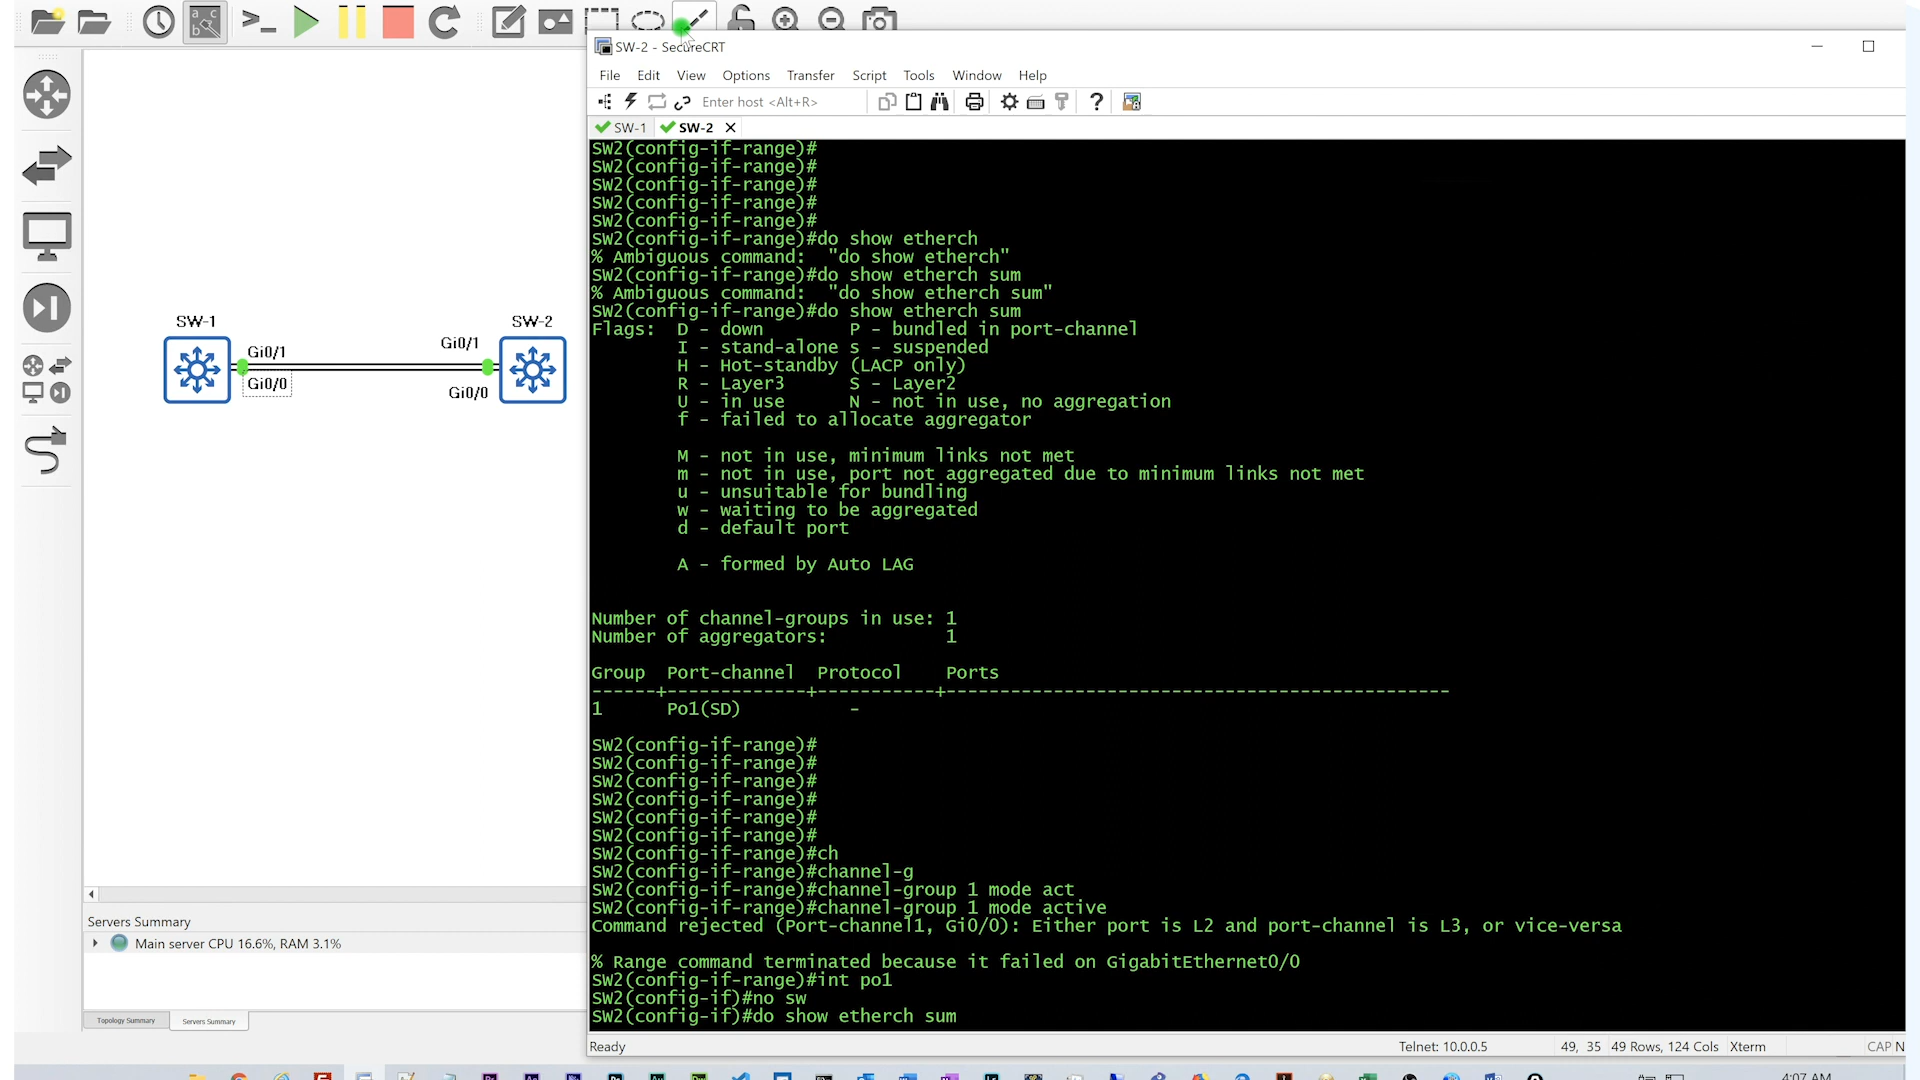 SW-2 - SecureCRT
File Edit View Options Transfer Script Tools Window Help
Enter host <Alt+R>
SW-1
SW-2
SW2(config-if-range)#
SW2(config-if-range)#
SW2(config-if-range)#
SW2(config-if-range)#
SW2(config-if-range)#
SW2(config-if-range)#do show etherch
% Ambiguous command:  "do show etherch"
SW2(config-if-range)#do show etherch sum
% Ambiguous command:  "do show etherch sum"
SW2(config-if-range)#do show etherch sum
Flags:  D - down        P - bundled in port-channel
I - stand-alone s - suspended
H - Hot-standby (LACP only)
R - Layer3      S - Layer2
U - in use      N - not in use, no aggregation
f - failed to allocate aggregator
M - not in use, minimum links not met
m - not in use, port not aggregated due to minimum links not met
u - unsuitable for bundling
w - waiting to be aggregated
d - default port
A - formed by Auto LAG
Number of channel-groups in use: 1
Number of aggregators:           1
Group  Port-channel  Protocol    Ports
------+-------------+-----------+-----------------------------------------------
1      Po1(SD)          -
SW2(config-if-range)#
SW2(config-if-range)#
SW2(config-if-range)#
SW2(config-if-range)#
SW2(config-if-range)#
SW2(config-if-range)#
SW2(config-if-range)#ch
SW2(config-if-range)#channel-g
SW2(config-if-range)#channel-group 1 mode act
SW2(config-if-range)#channel-group 1 mode active
Command rejected (Port-channel1, Gi0/0): Either port is L2 and port-channel is L3, or vice-versa
% Range command terminated because it failed on GigabitEthernet0/0
SW2(config-if-range)#int po1
SW2(config-if)#no sw
SW2(config-if)#do show etherch sum
Ready
Telnet: 10.0.0.5
49, 35
49 Rows, 124 Cols
Xterm
CAP N
SW-1
SW-2
Gi0/1
Gi0/1
Gi0/0
Gi0/0
Servers Summary
Main server CPU 16.6%, RAM 3.1%
Topology Summary
Servers Summary
4:07 AM